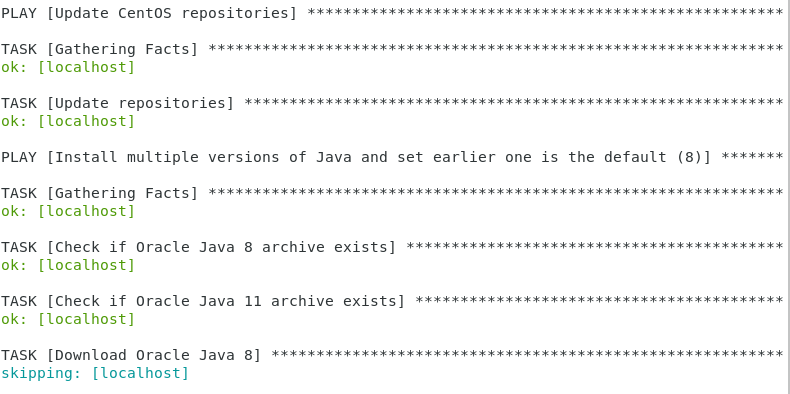 PLAY [Update CentOS repositories] *****************************************************
TASK [Gathering Facts] ****************************************************************
ok: [localhost]
TASK [Update repositories] ************************************************************
ok: [localhost]
PLAY [Install multiple versions of Java and set earlier one is the default (8)] *******
TASK [Gathering Facts] ****************************************************************
ok: [localhost]
TASK [Check if Oracle Java 8 archive exists] ******************************************
ok: [localhost]
TASK [Check if Oracle Java 11 archive exists] *****************************************
ok: [localhost]
TASK [Download Oracle Java 8] *********************************************************
skipping: [localhost]